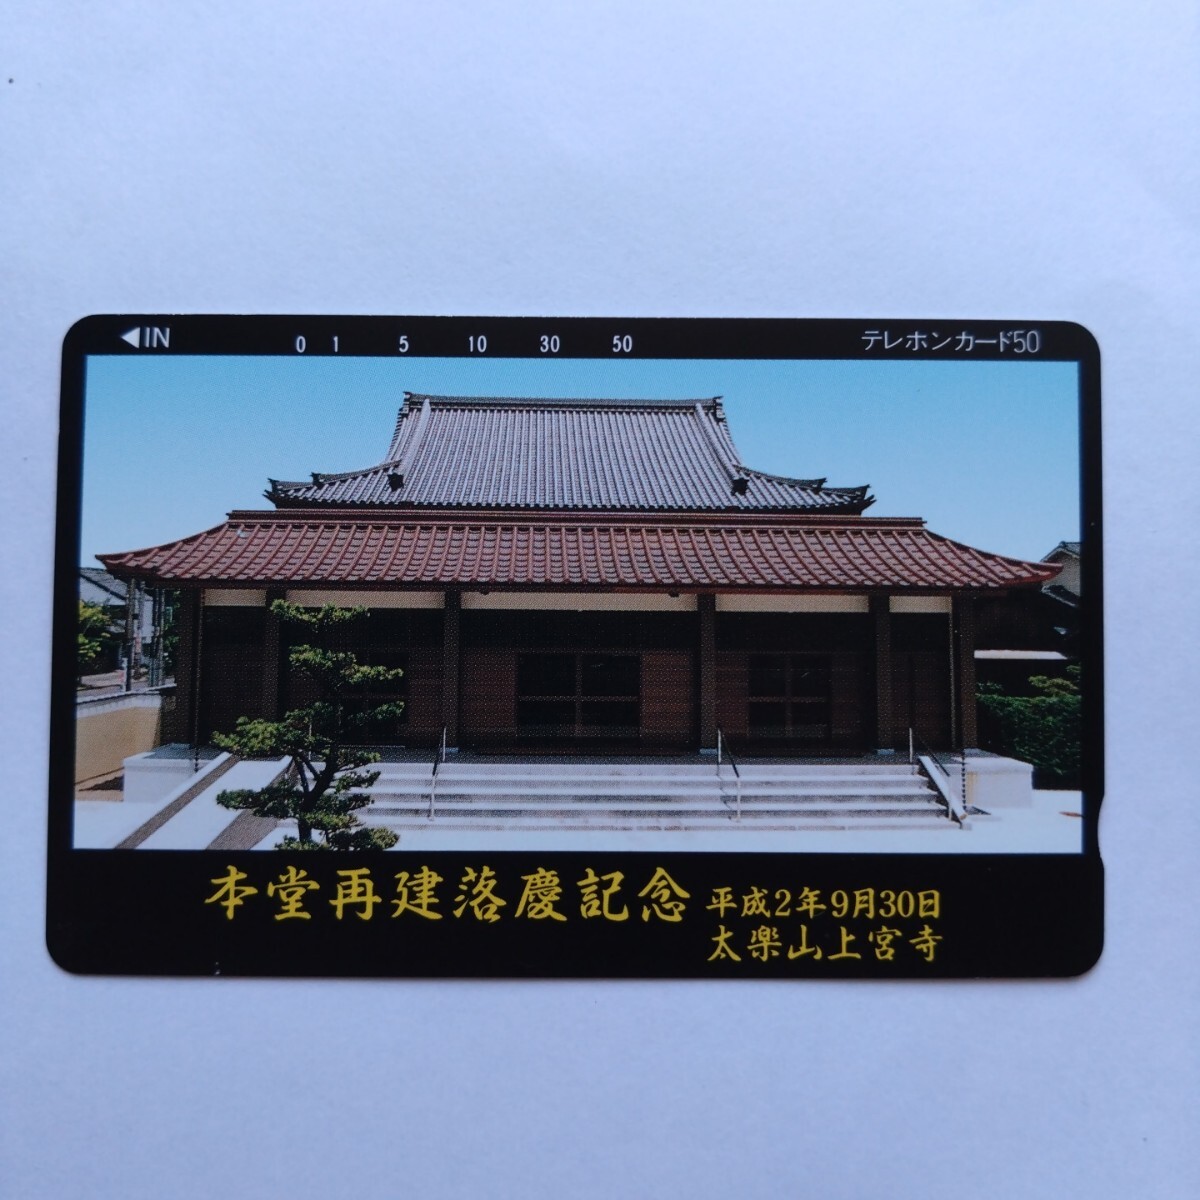 ◀IN 0 1 5 10 30 50 テレホンカード50
本堂再建落慶記念 平成2年9月30日
太楽山上宮寺